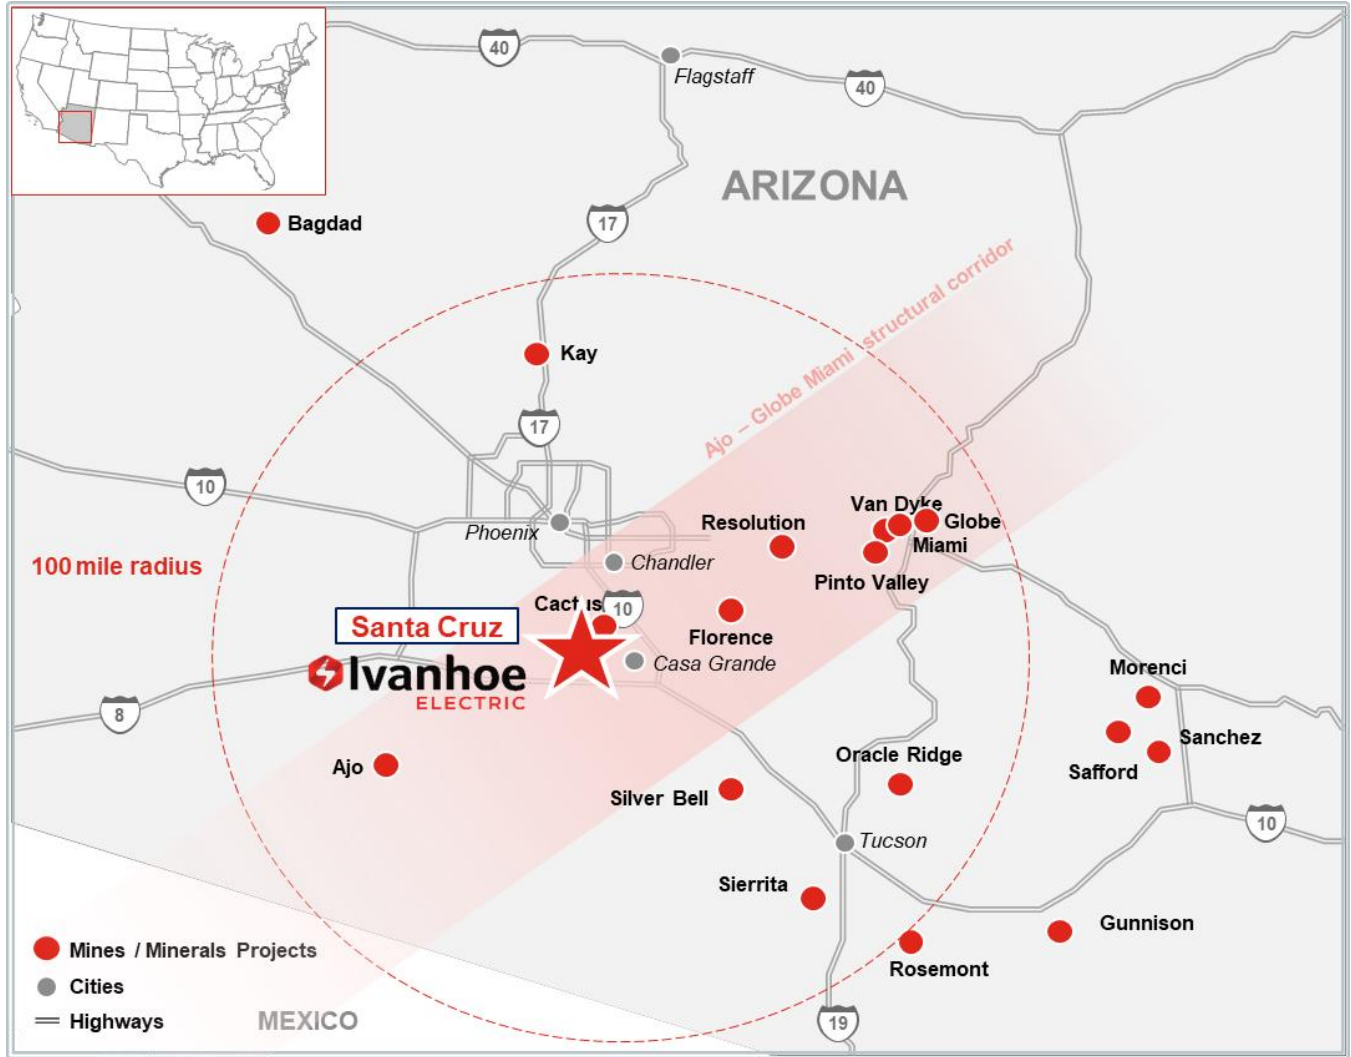 40
Flagstaff
40
ARIZONA
Bagdad
17
Ajo – Globe Miami structural corridor
Kay
17
10
Phoenix
Resolution
Van Dyke
Globe
Miami
Chandler
Pinto Valley
100 mile radius
Cactus
10
Santa Cruz
Florence
Casa Grande
Ivanhoe
ELECTRIC
Morenci
8
Sanchez
Safford
Ajo
Oracle Ridge
Silver Bell
10
Tucson
Sierrita
Gunnison
Rosemont
Mines / Minerals Projects
Cities
Highways
MEXICO
19